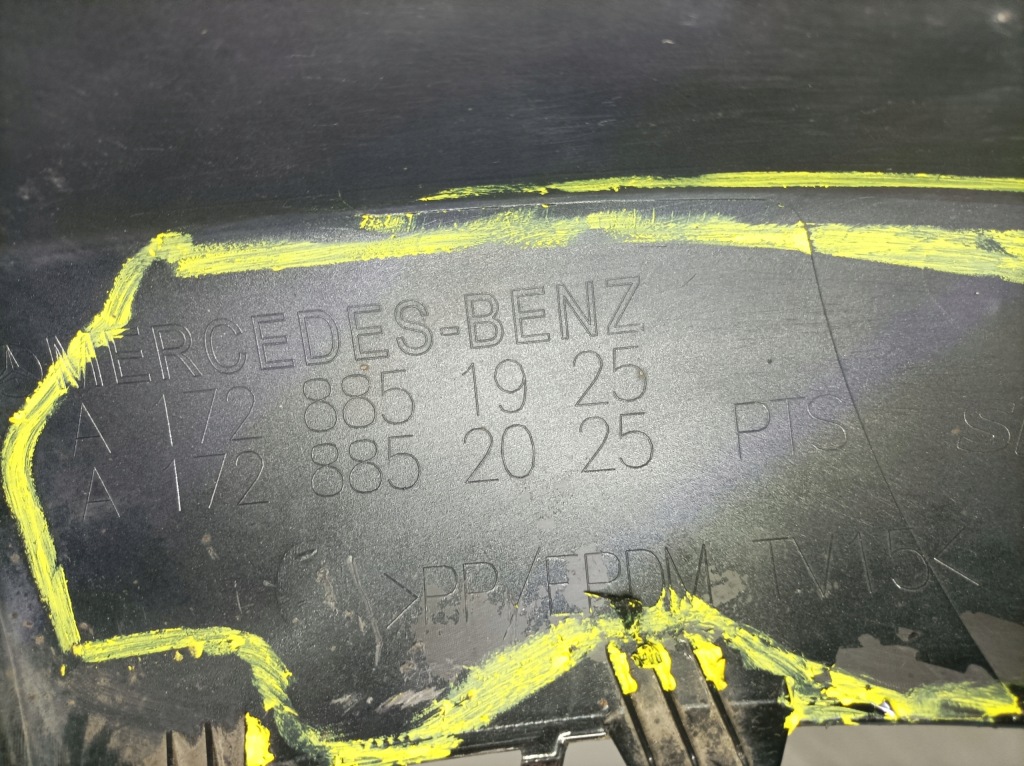 MERCEDES-BENZ
A 172 885 19 25
A 172 885 20 25 PTS
>PP/EPDM TV15<